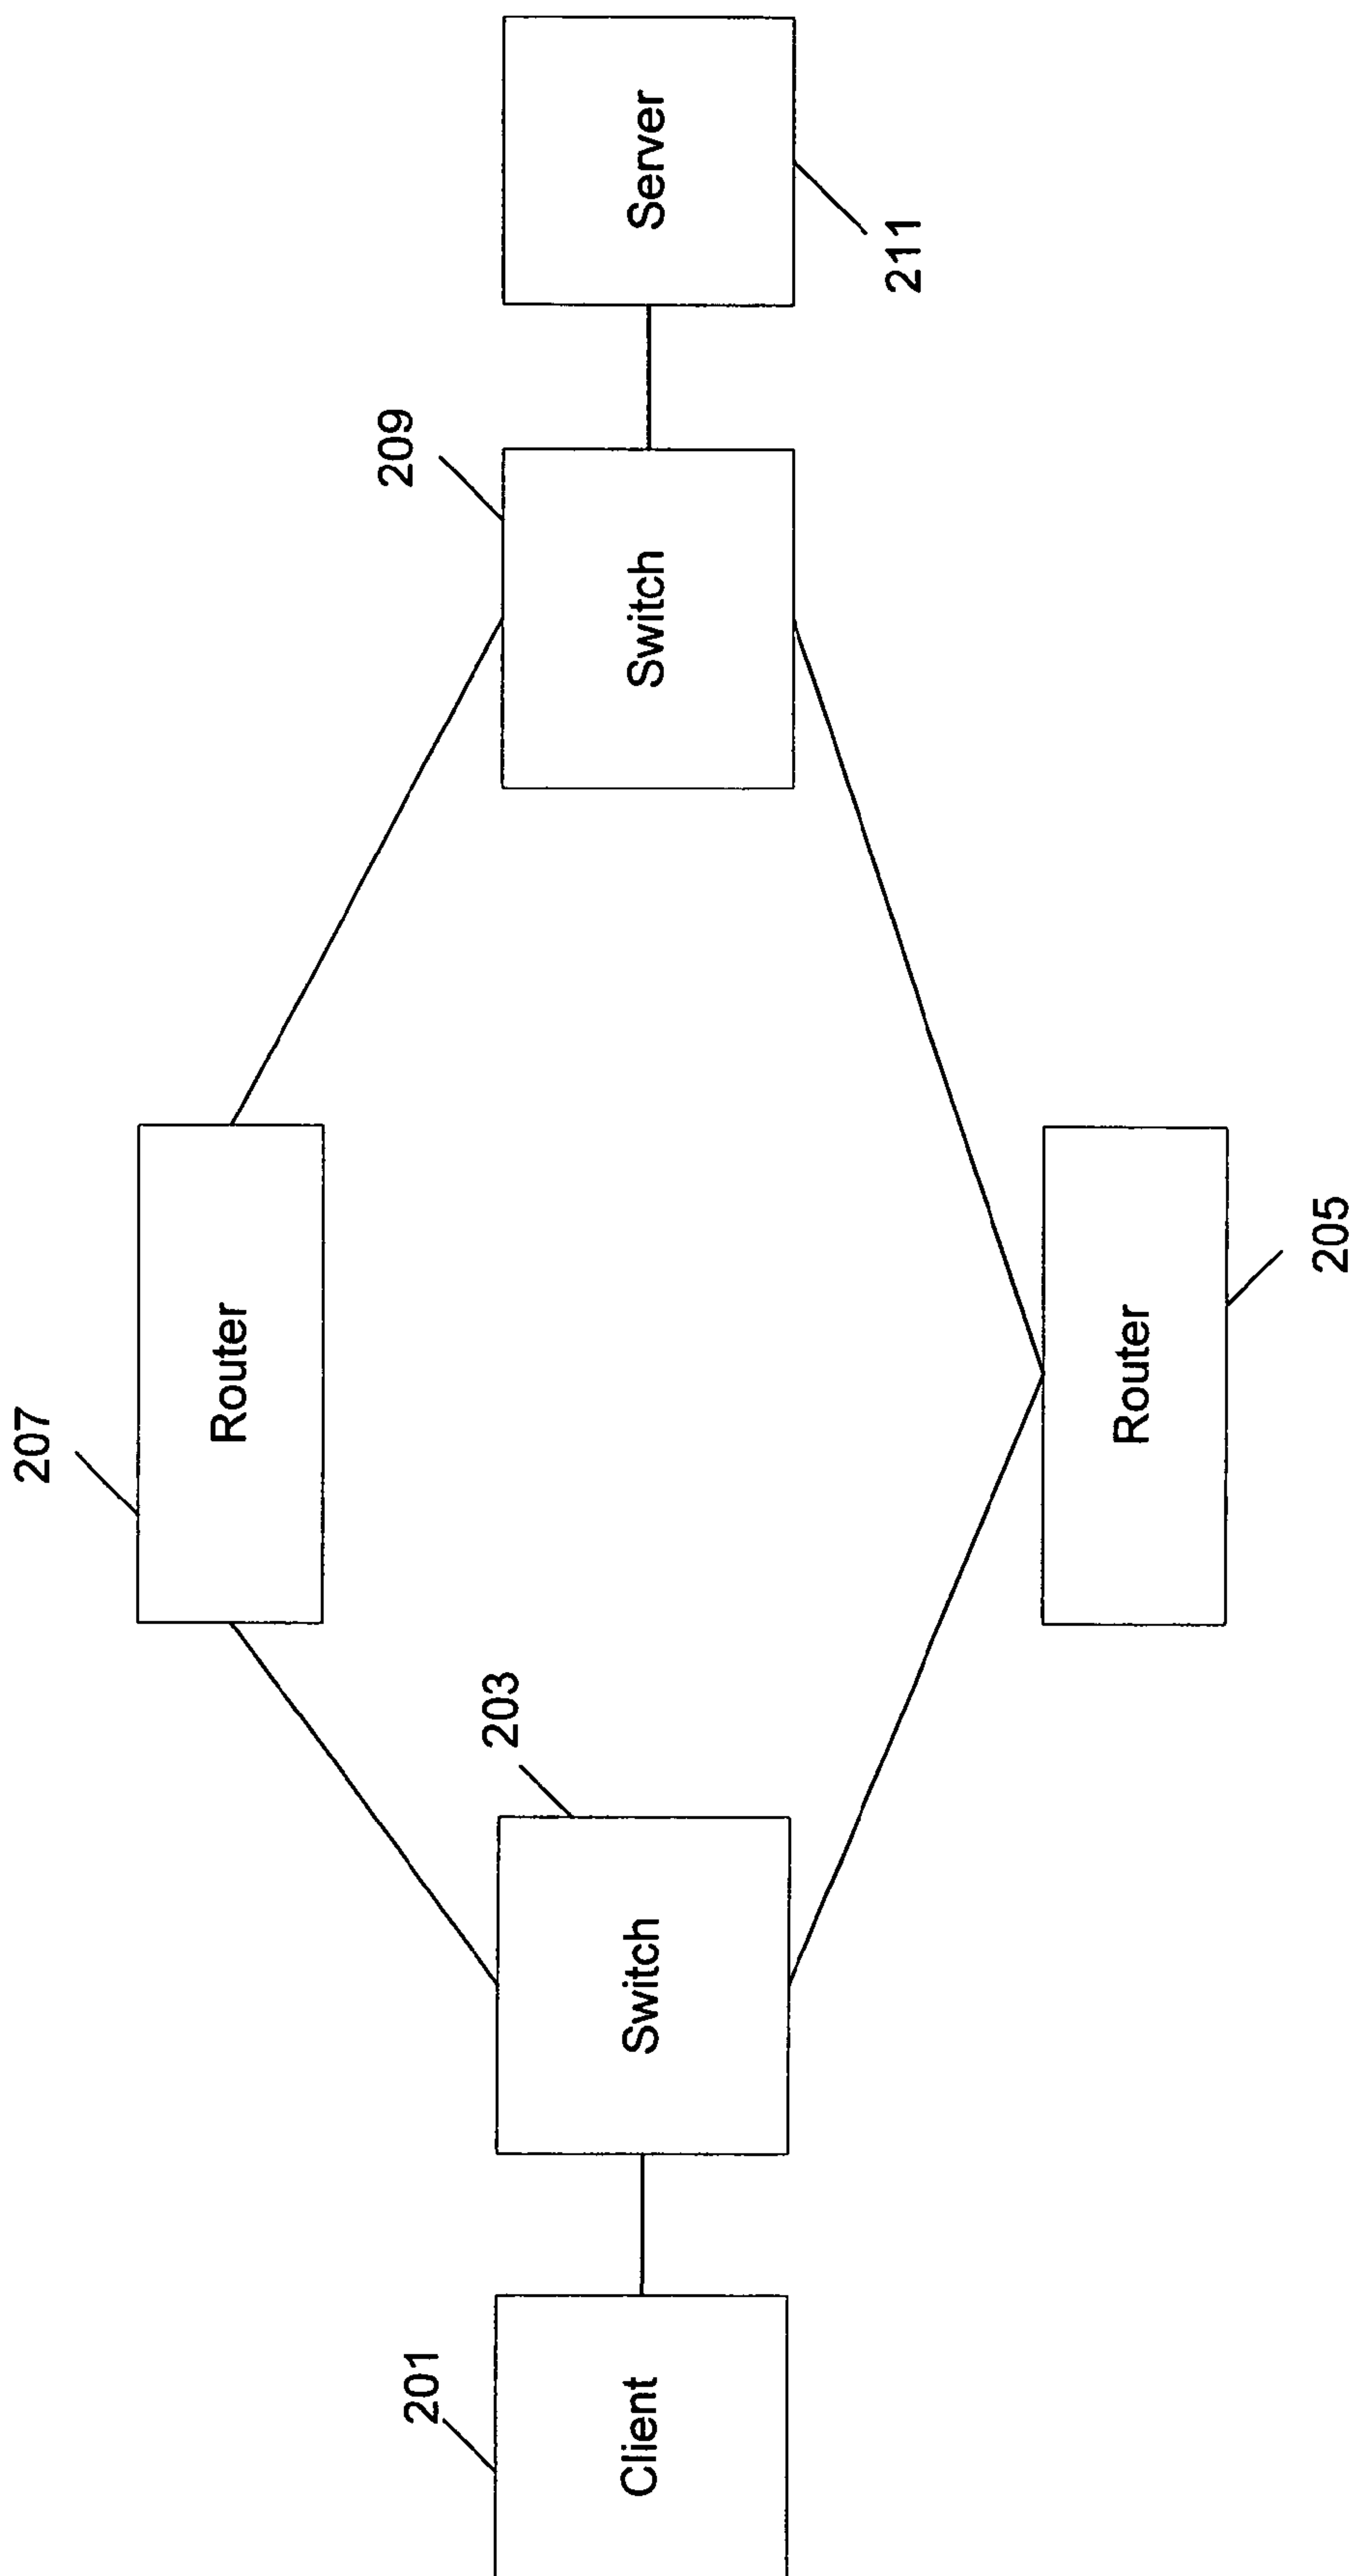 207
Router
201
Client
203
Switch
209
Switch
Server
211
Router
205